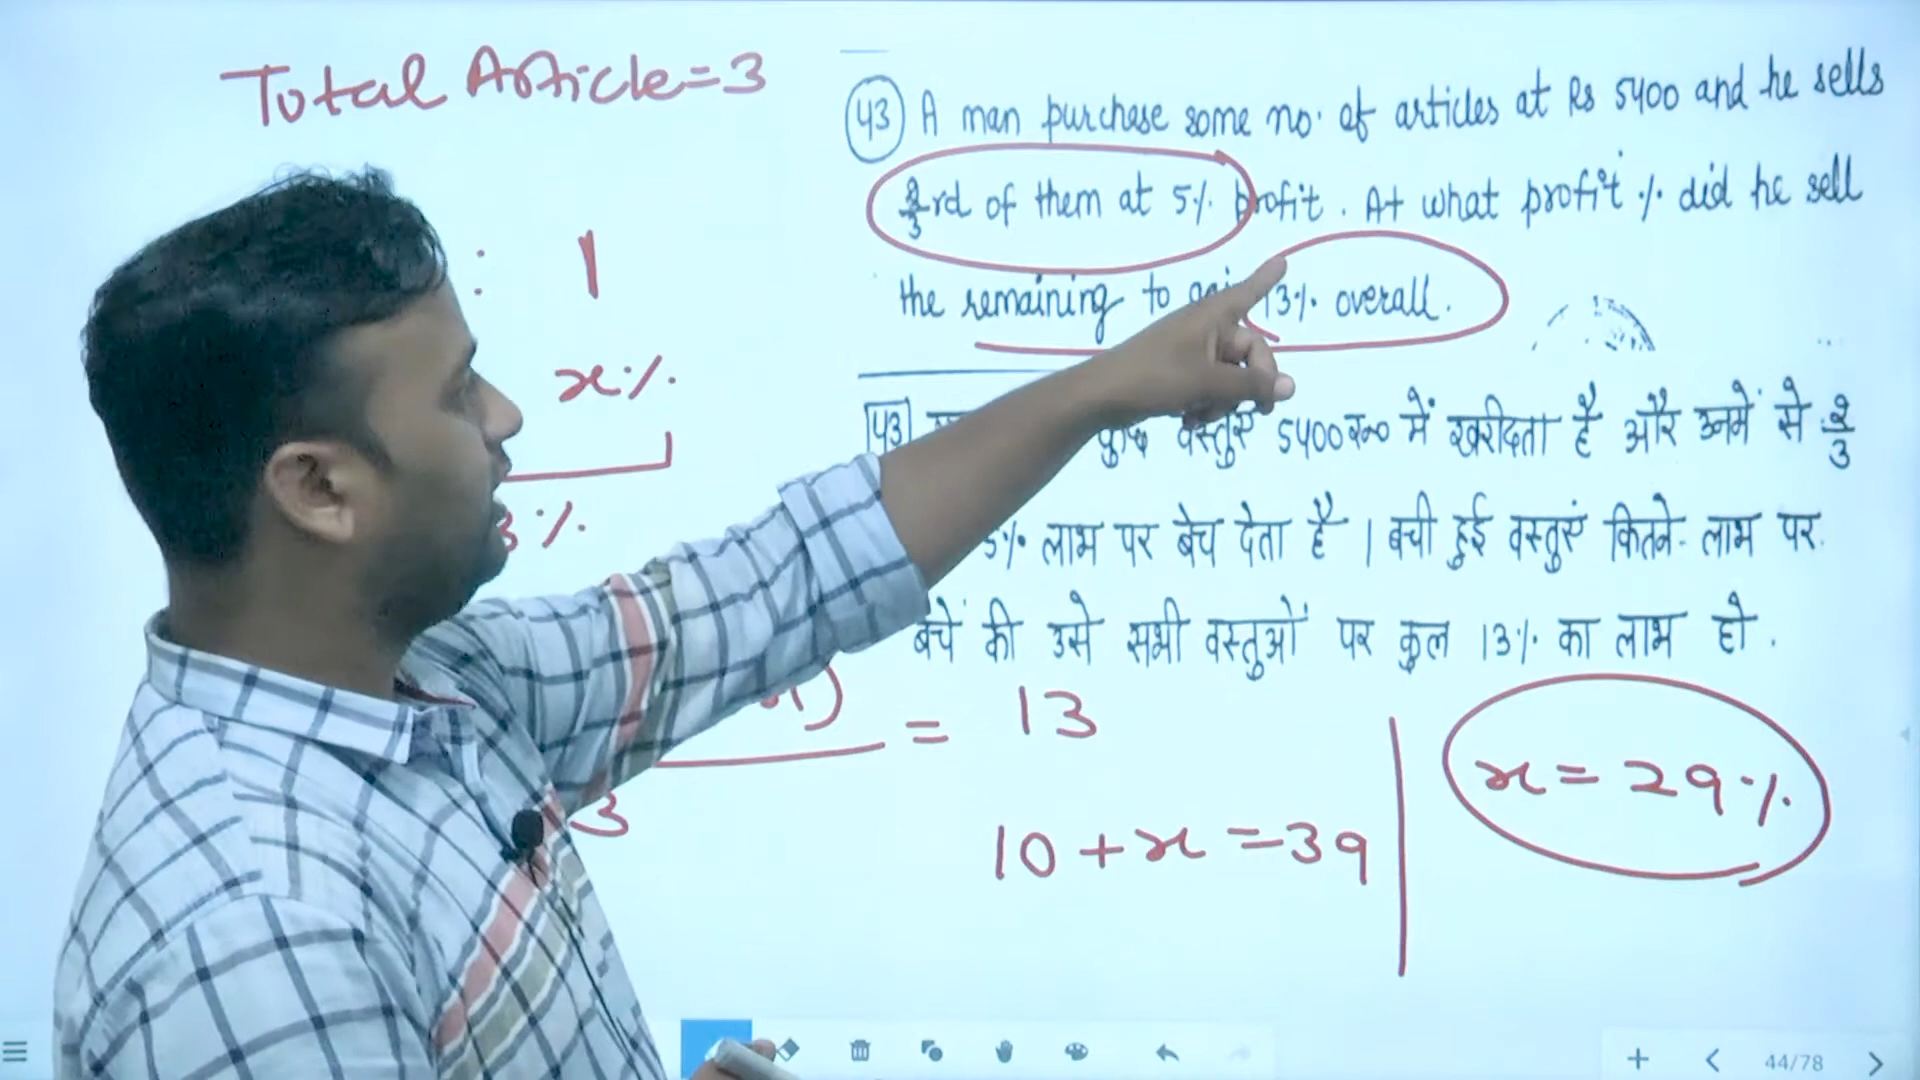 Total Article=3
: 1
x%
3%
(43) A man purchase some no. of articles at Rs 5400 and he sells
2/3rd of them at 5% profit. At what profit % did he sell
the remaining to 13% overall.
43
वस्तुएं 5400रु० में खरीदता है और उनमें से 2/3
5% लाभ पर बेच देता है। बची हुई वस्तुएं कितने लाभ पर
बेचें की उसे सभी वस्तुओं पर कुल 13% का लाभ हो.
= 13
3
10+x=39
x=29%
44/78